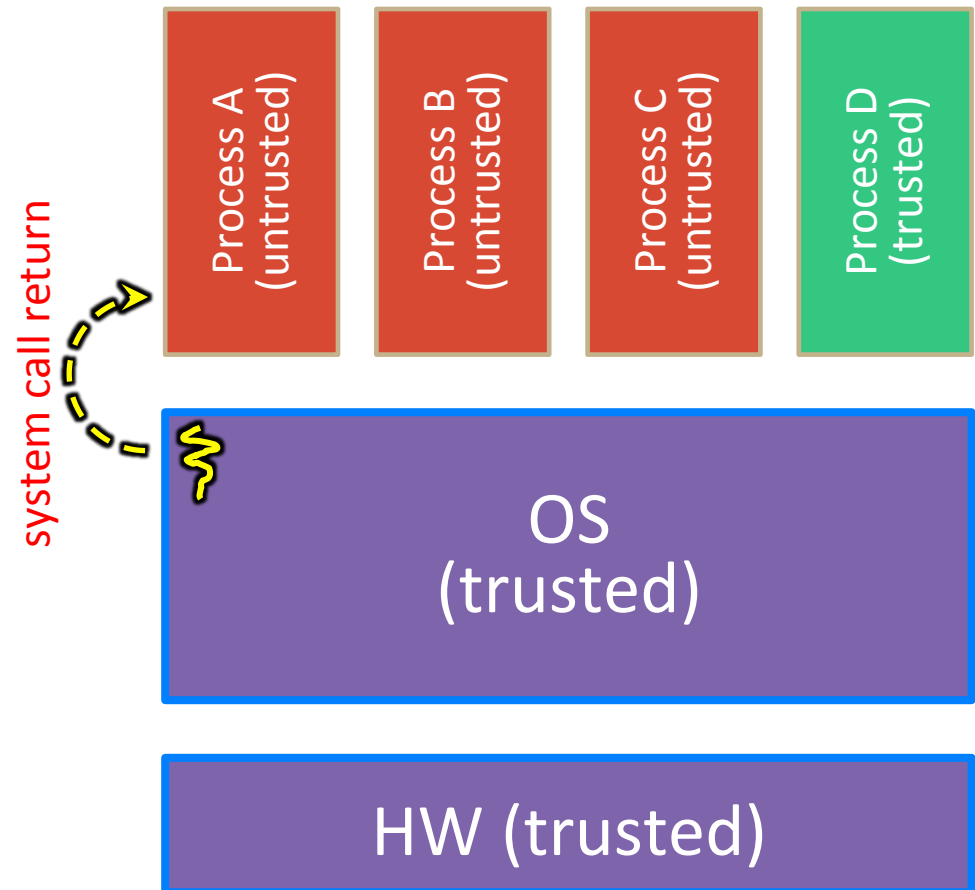 Process A
(untrusted)
Process B
(untrusted)
Process C
(untrusted)
Process D
(trusted)
system call return
OS
(trusted)
HW (trusted)